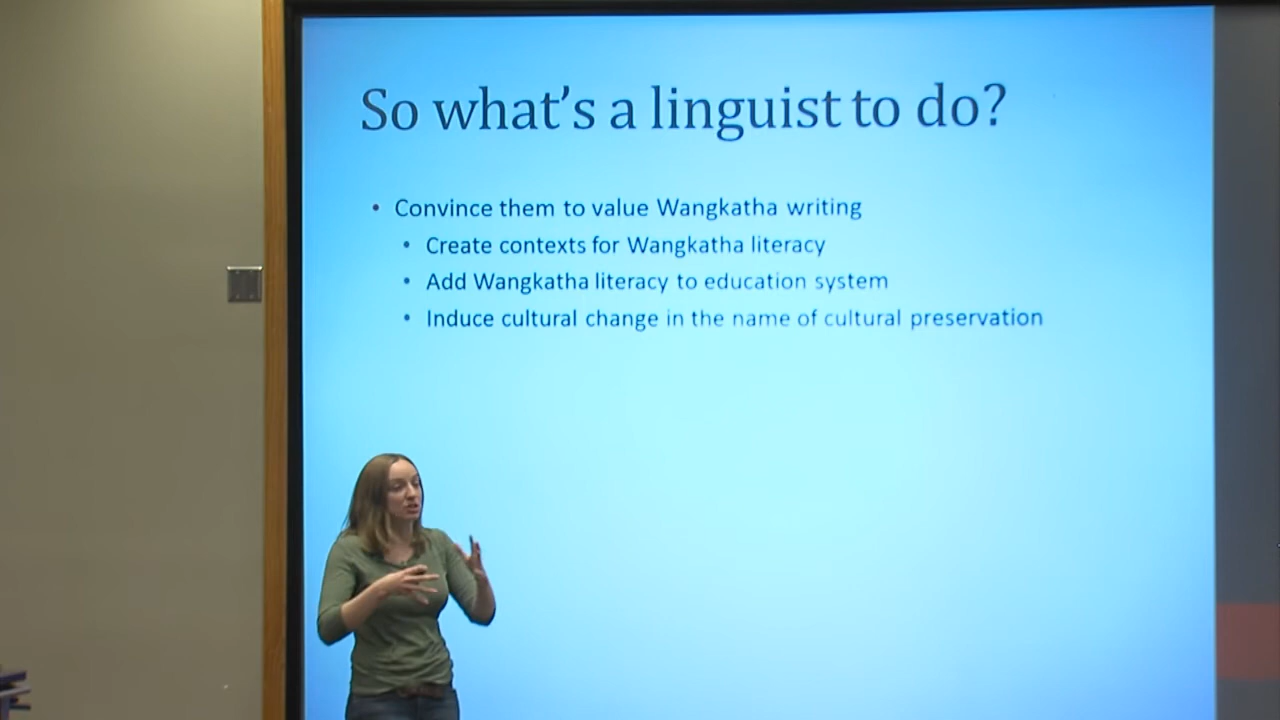 So what's a linguist to do?
• Convince them to value Wangkatha writing
• Create contexts for Wangkatha literacy
• Add Wangkatha literacy to education system
• Induce cultural change in the name of cultural preservation